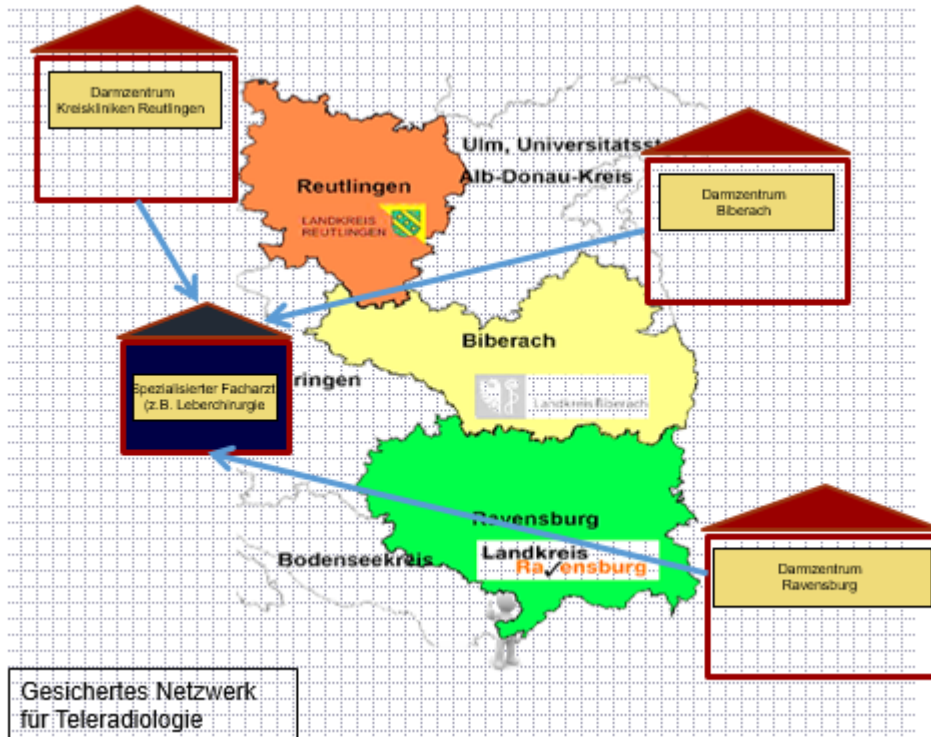 Darmzentrum
Kreiskliniken Reutlingen
Ulm, Universitätsst
Alb-Donau-Kreis
Reutlingen
LANDKREIS
REUTLINGEN
Darmzentrum
Biberach
Biberach
Spezialisierter Facharzt
(z.B. Leberchirurgie
ringen
Landkreis Biberach
Ravensburg
Bodenseekreis
Landkreis
Ravensburg
Darmzentrum
Ravensburg
Gesichertes Netzwerk
für Teleradiologie